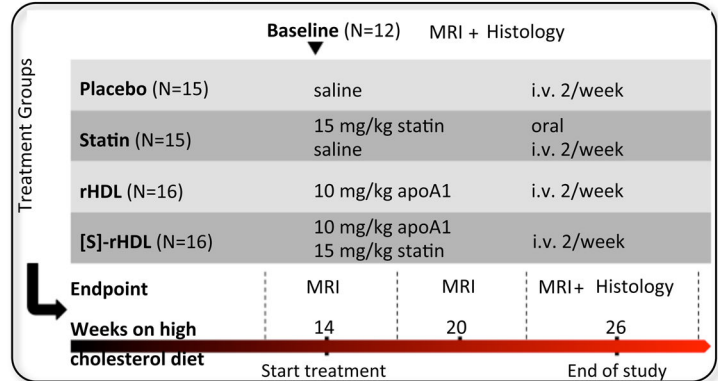 Baseline (N=12) MRI + Histology
Treatment Groups
Placebo (N=15) saline i.v. 2/week
Statin (N=15) 15 mg/kg statin oral
saline i.v. 2/week
rHDL (N=16) 10 mg/kg apoA1 i.v. 2/week
[S]-rHDL (N=16) 10 mg/kg apoA1 i.v. 2/week
15 mg/kg statin
Endpoint MRI MRI MRI+ Histology
Weeks on high 14 20 26
cholesterol diet
Start treatment End of study